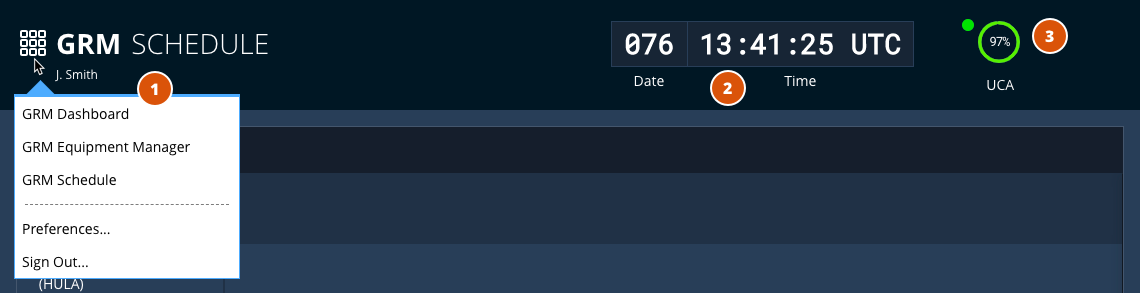 GRM SCHEDULE
J. Smith
1
GRM Dashboard
GRM Equipment Manager
GRM Schedule
Preferences...
Sign Out...
(HULA)
076 13:41:25 UTC
Date Time
2
97%
UCA
3